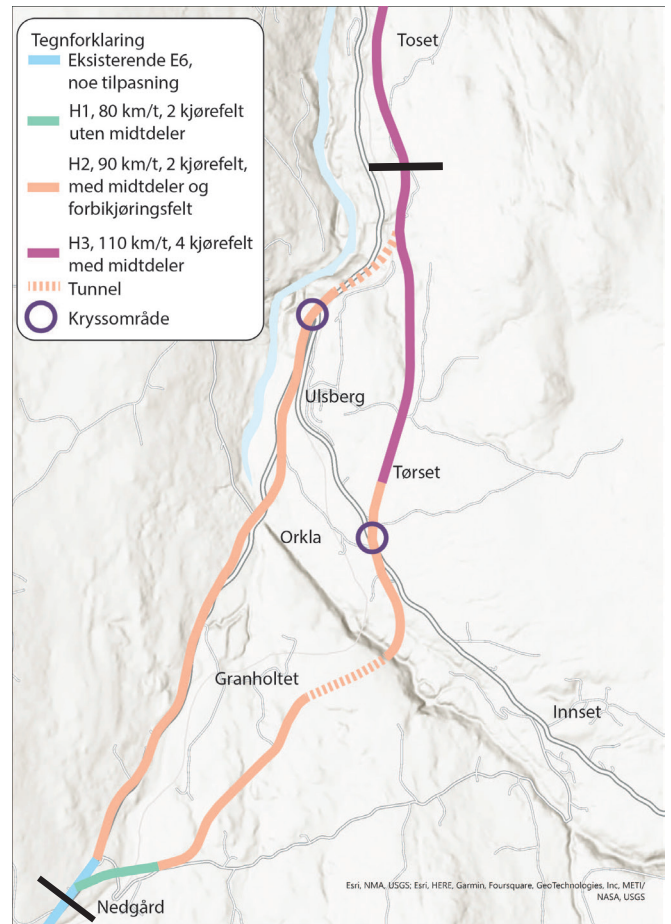 Tegnforklaring
Eksisterende E6,
noe tilpasning
H1, 80 km/t, 2 kjørefelt
uten midtdeler
H2, 90 km/t, 2 kjørefelt,
med midtdeler og
forbikjøringsfelt
H3, 110 km/t, 4 kjørefelt
med midtdeler
Tunnel
Kryssområde
Toset
Ulsberg
Tørset
Orkla
Granholtet
Innset
Nedgård
Esri, NMA, USGS; Esri, HERE, Garmin, Foursquare, GeoTechnologies, Inc, METI/
NASA, USGS